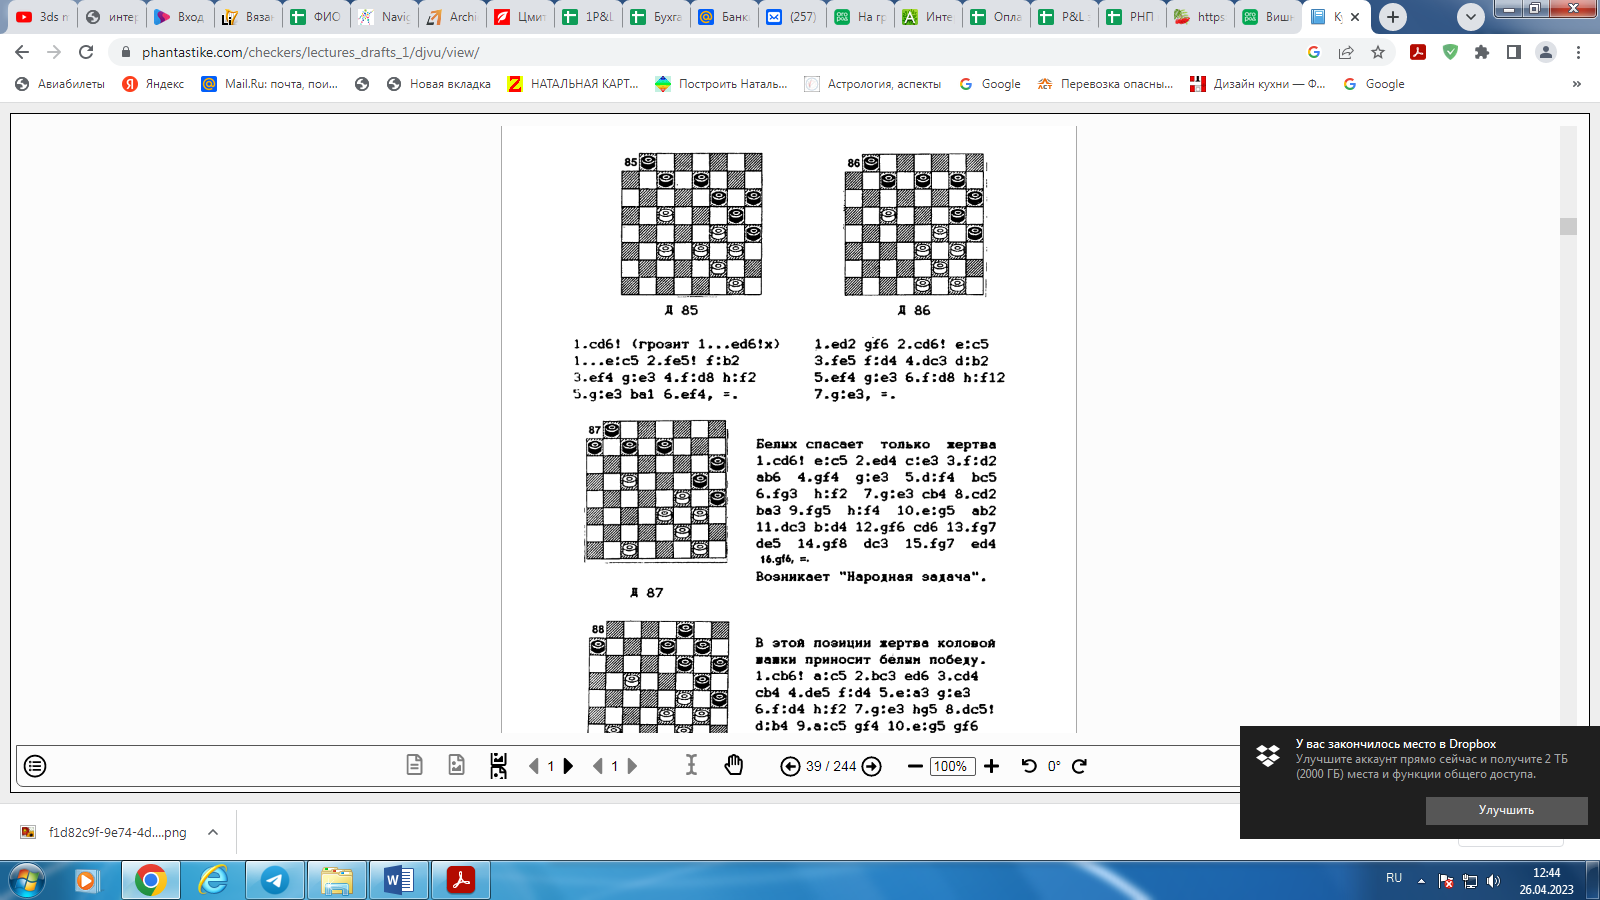 3ds m
интер
Вход
Вязан
ФИО
Navig
Archi
Цмит
1P&L
Бухга
Банк
(257)
На гр
Инте
Опла
P&L :
РНП
https:
Вишн
Ку
phantastike.com/checkers/lectures_drafts_1/djvu/view/
Авиабилеты
Яндекс
Mail.Ru: почта, пои...
Новая вкладка
НАТАЛЬНАЯ КАРТ...
Построить Наталь...
Астрология, аспекты
Google
Перевозка опасны...
Дизайн кухни — Ф...
Google
»
85
86
Д 85
Д 86
1.cd6! (грозит 1...ed6!x)
1...e:c5 2.fe5! f:b2
3.ef4 g:e3 4.f:d8 h:f2
5.g:e3 ba1 6.ef4, =.
1.ed2 gf6 2.cd6! e:c5
3.fe5 f:d4 4.dc3 d:b2
5.ef4 g:e3 6.f:d8 h:f12
7.g:e3, =.
87
Д 87
Белых спасает только жертва
1.cd6! e:c5 2.ed4 c:e3 3.f:d2
ab6 4.gf4 g:e3 5.d:f4 bc5
6.fg3 h:f2 7.g:e3 cb4 8.cd2
ba3 9.fg5 h:f4 10.e:g5 ab2
11.dc3 b:d4 12.gf6 cd6 13.fg7
de5 14.gf8 dc3 15.fg7 ed4
16.gf6, =.
Возникает "Народная задача".
88
В этой позиции жертва коловой
шашки приносит белым победу.
1.cb6! a:c5 2.bc3 ed6 3.cd4
cb4 4.de5 f:d4 5.e:a3 g:e3
6.f:d4 h:f2 7.g:e3 hg5 8.dc5!
d:b4 9.a:c5 gf4 10.e:g5 gf6
1
1
39 / 244
100%
0°
У вас закончилось место в Dropbox
Улучшите аккаунт прямо сейчас и получите 2 ТБ
(2000 ГБ) места и функции общего доступа.
Улучшить
f1d82c9f-9e74-4d....png
RU
12:44
26.04.2023